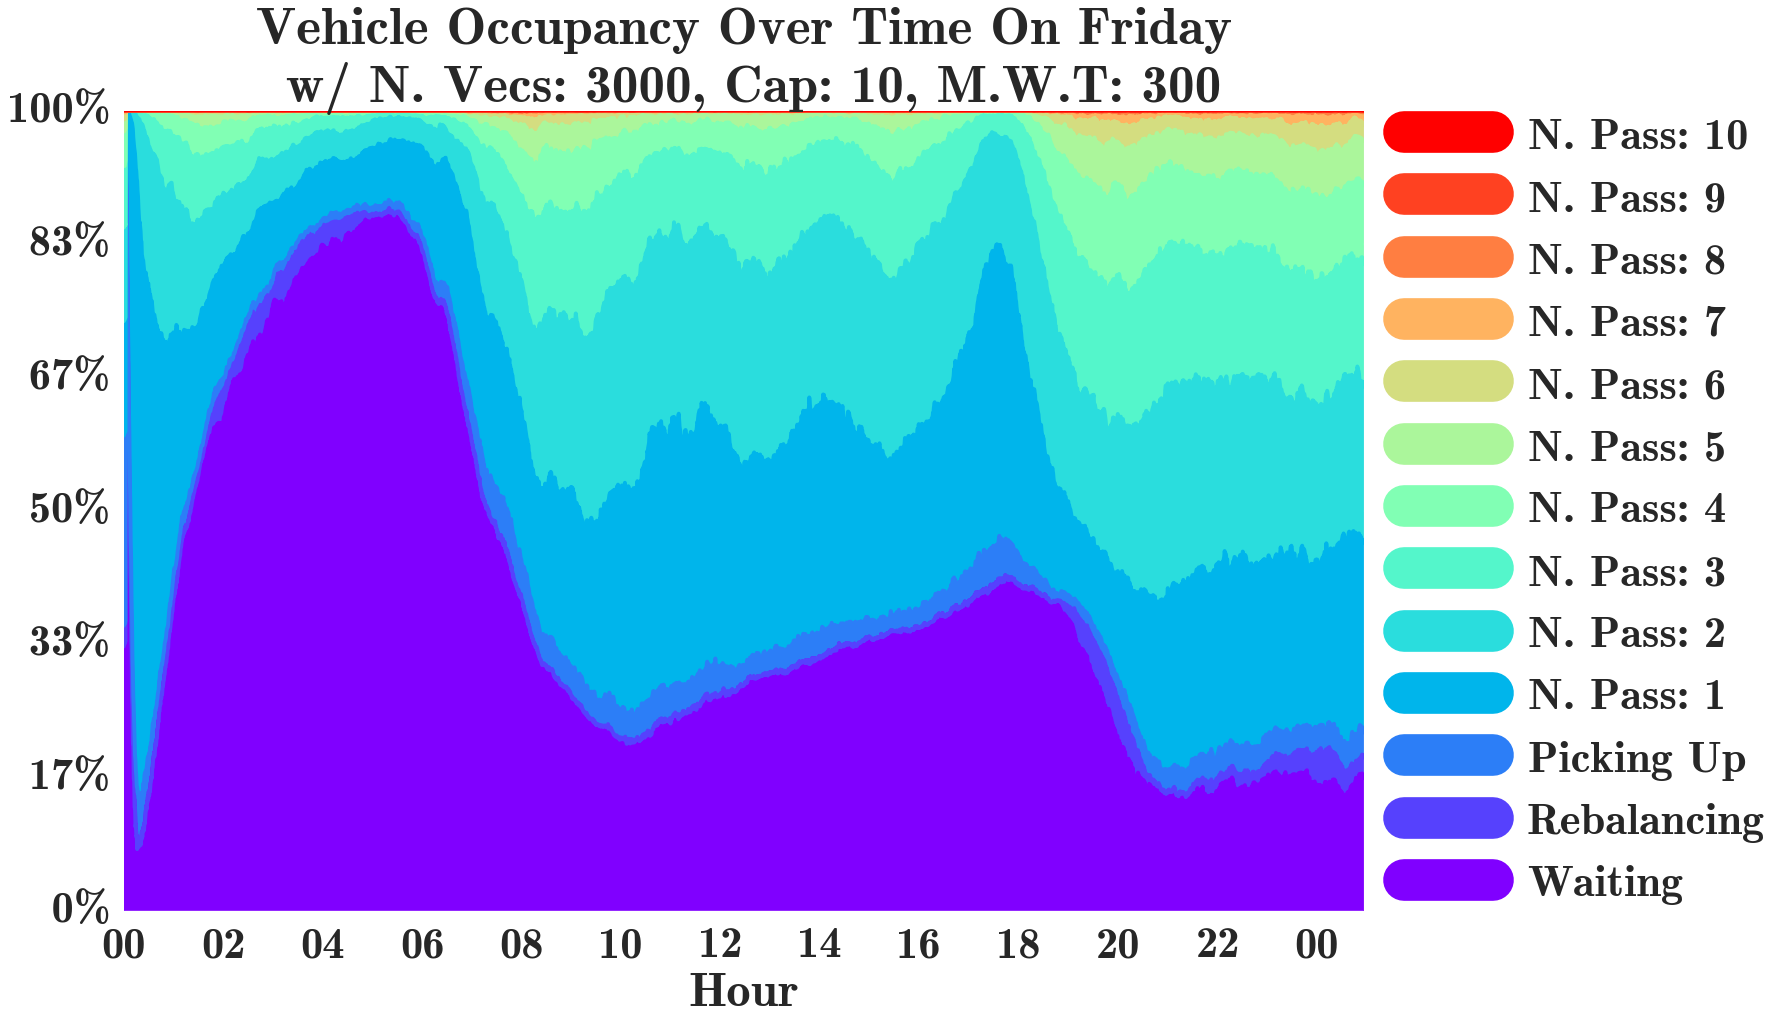 Vehicle Occupancy Over Time On Friday
w/ N. Vecs: 3000, Cap: 10, M.W.T: 300
100%
83%
67%
50%
33%
17%
0%
00 02 04 06 08 10 12 14 16 18 20 22 00
Hour
N. Pass: 10
N. Pass: 9
N. Pass: 8
N. Pass: 7
N. Pass: 6
N. Pass: 5
N. Pass: 4
N. Pass: 3
N. Pass: 2
N. Pass: 1
Picking Up
Rebalancing
Waiting